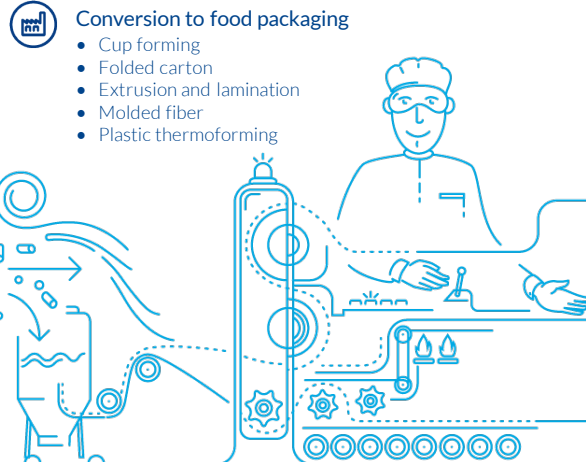 Conversion to food packaging
• Cup forming
• Folded carton
• Extrusion and lamination
• Molded fiber
• Plastic thermoforming